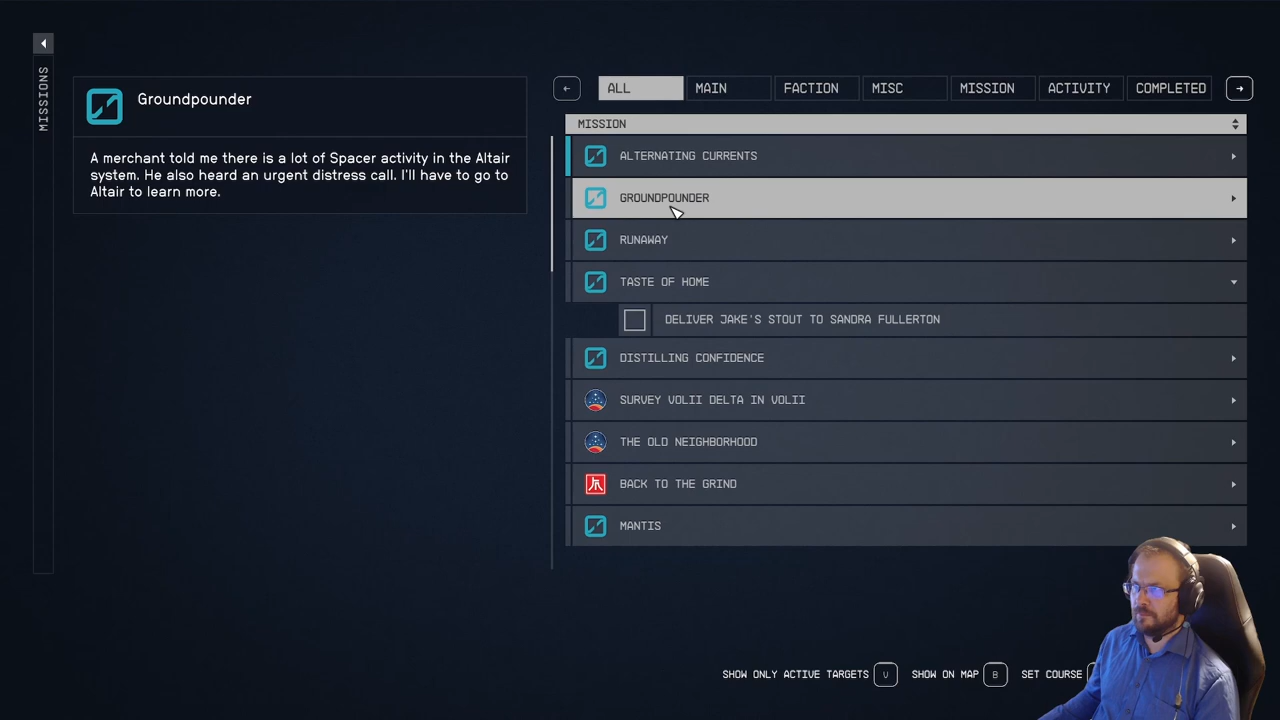 MISSIONS
Groundpounder
A merchant told me there is a lot of Spacer activity in the Altair
system. He also heard an urgent distress call. I'll have to go to
Altair to learn more.
ALL MAIN FACTION MISC MISSION ACTIVITY COMPLETED
MISSION
ALTERNATING CURRENTS
GROUNDPOUNDER
RUNAWAY
TASTE OF HOME
DELIVER JAKE'S STOUT TO SANDRA FULLERTON
DISTILLING CONFIDENCE
SURVEY VOLII DELTA IN VOLII
THE OLD NEIGHBORHOOD
BACK TO THE GRIND
MANTIS
SHOW ONLY ACTIVE TARGETS V SHOW ON MAP B SET COURSE